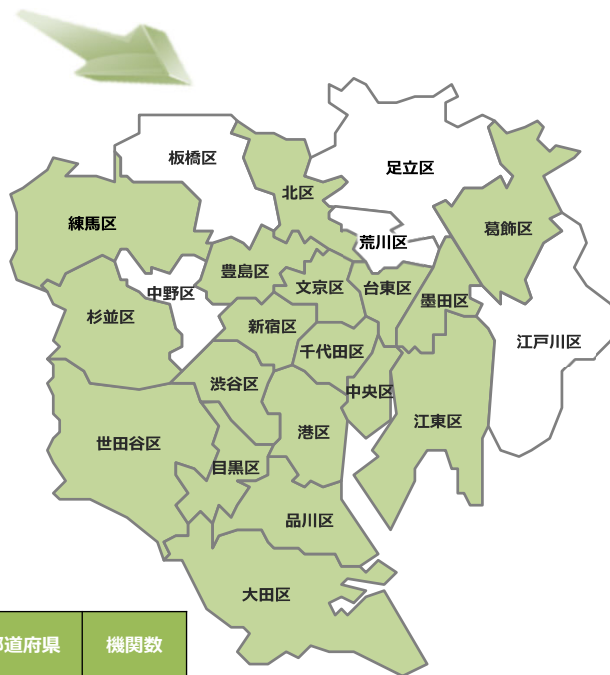 板橋区
足立区
北区
練馬区
葛飾区
荒川区
豊島区
文京区
台東区
中野区
墨田区
杉並区
新宿区
江戸川区
千代田区
渋谷区
中央区
江東区
世田谷区
港区
目黒区
品川区
大田区
道府県 機関数